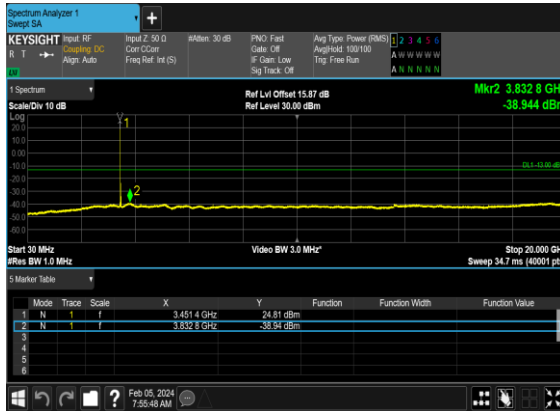 Spectrum Analyzer 1
Swept SA
KEYSIGHT Input: RF Input Z: 50 Ω #Atten: 30 dB PNO: Fast Avg Type: Power (RMS) 1 2 3 4 5 6
R T Coupling: DC Corr CCorr Gate: Off Avg|Hold: 100/100 A W W W W W
Align: Auto Freq Ref: Int (S) IF Gain: Low Trig: Free Run
LXI Sig Track: Off A N N N N N
1 Spectrum Mkr2 3.832 8 GH
Scale/Div 10 dB Ref Lvl Offset 15.87 dB
Ref Level 30.00 dBm -38.944 dB
Log
1
20.0
10.0
0.00
-10.0
DL1 -13.00 dB
-20.0
-30.0
2
-40.0
-50.0
-60.0
Start 30 MHz Video BW 3.0 MHz* Stop 20.000 GH
#Res BW 1.0 MHz Sweep 34.7 ms (40001 pt
5 Marker Table
Mode Trace Scale X Y Function Function Width Function Value
1 N 1 f 3.451 4 GHz 24.81 dBm
2 N 1 f 3.832 8 GHz -38.94 dBm
3
4
5
6
? Feb 05, 2024
7:55:48 AM